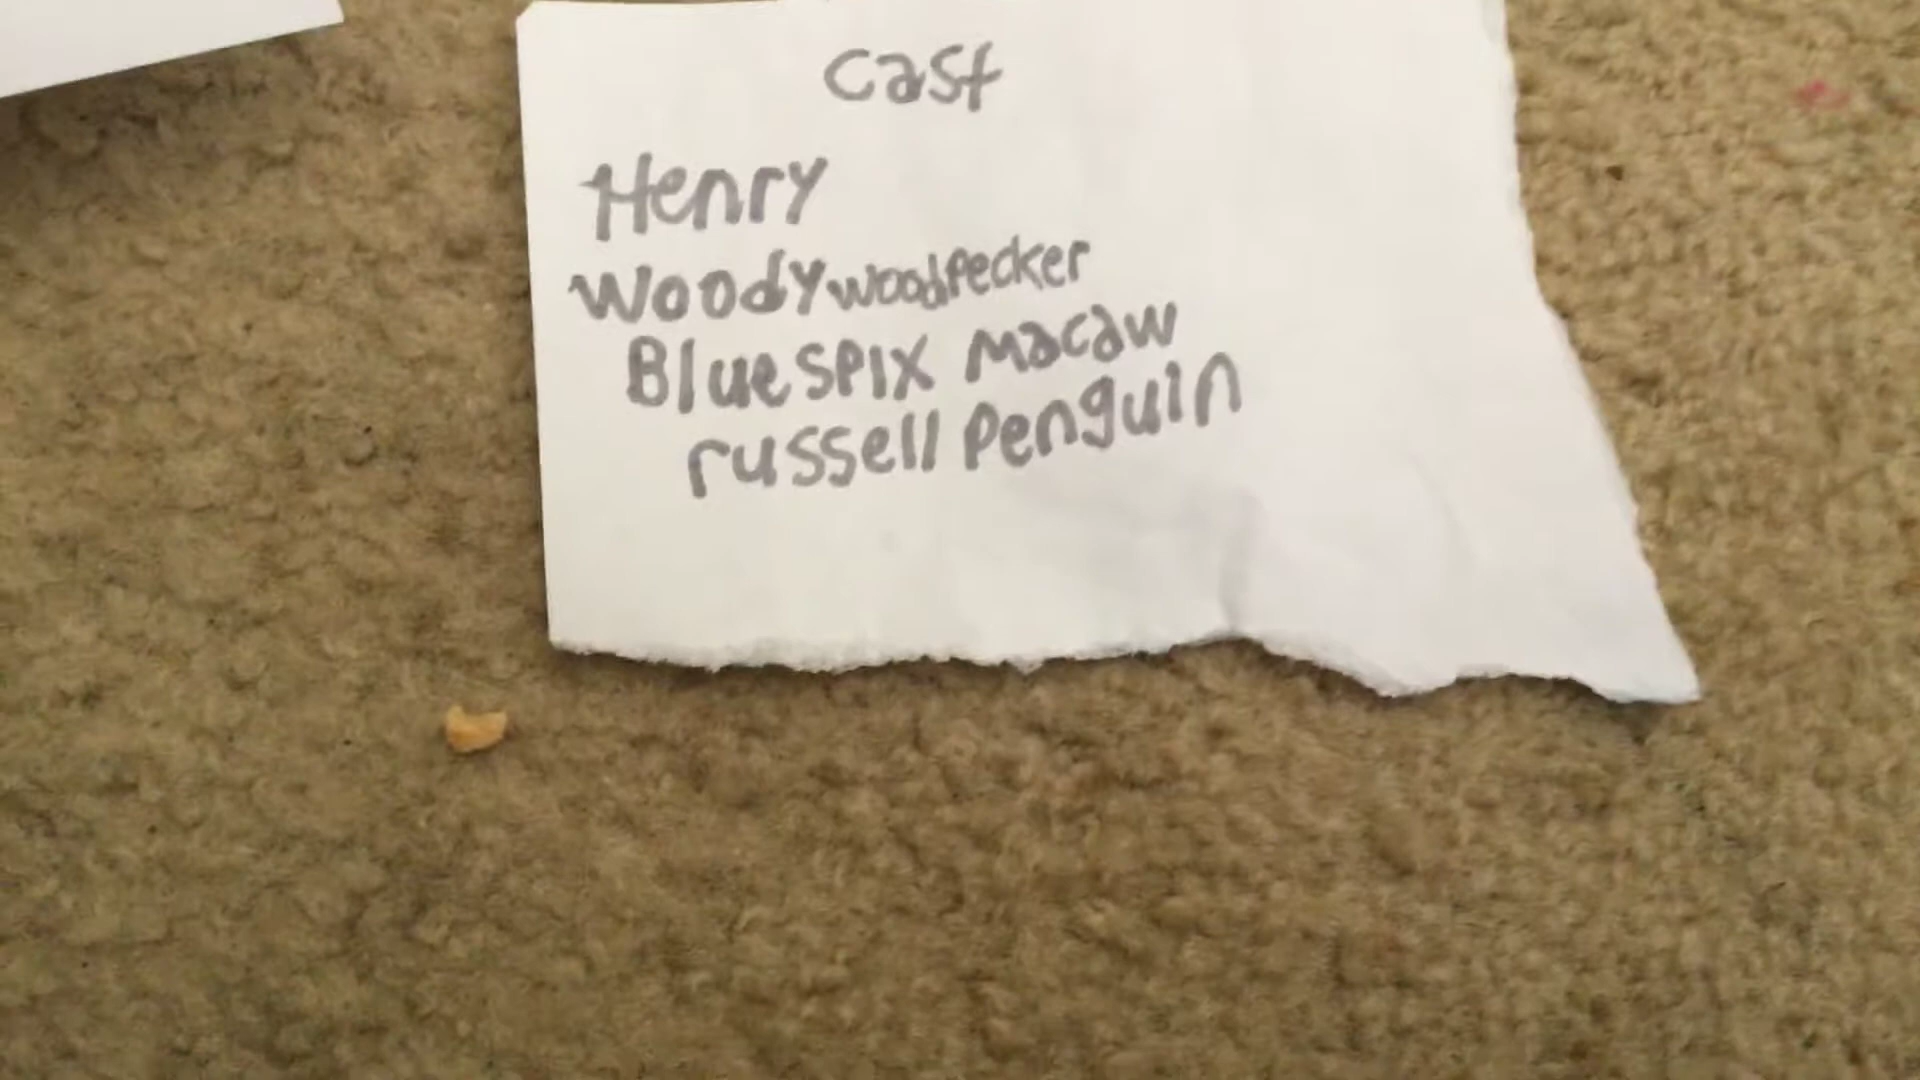 cast
Henry
Woody woodpecker
Blue spix macaw
russell penguin